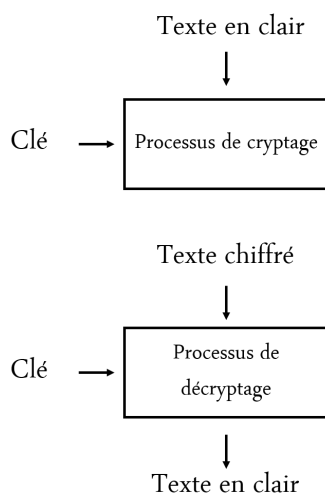 Texte en clair
Clé
Processus de cryptage
Texte chiffré
Clé
Processus de
décryptage
Texte en clair